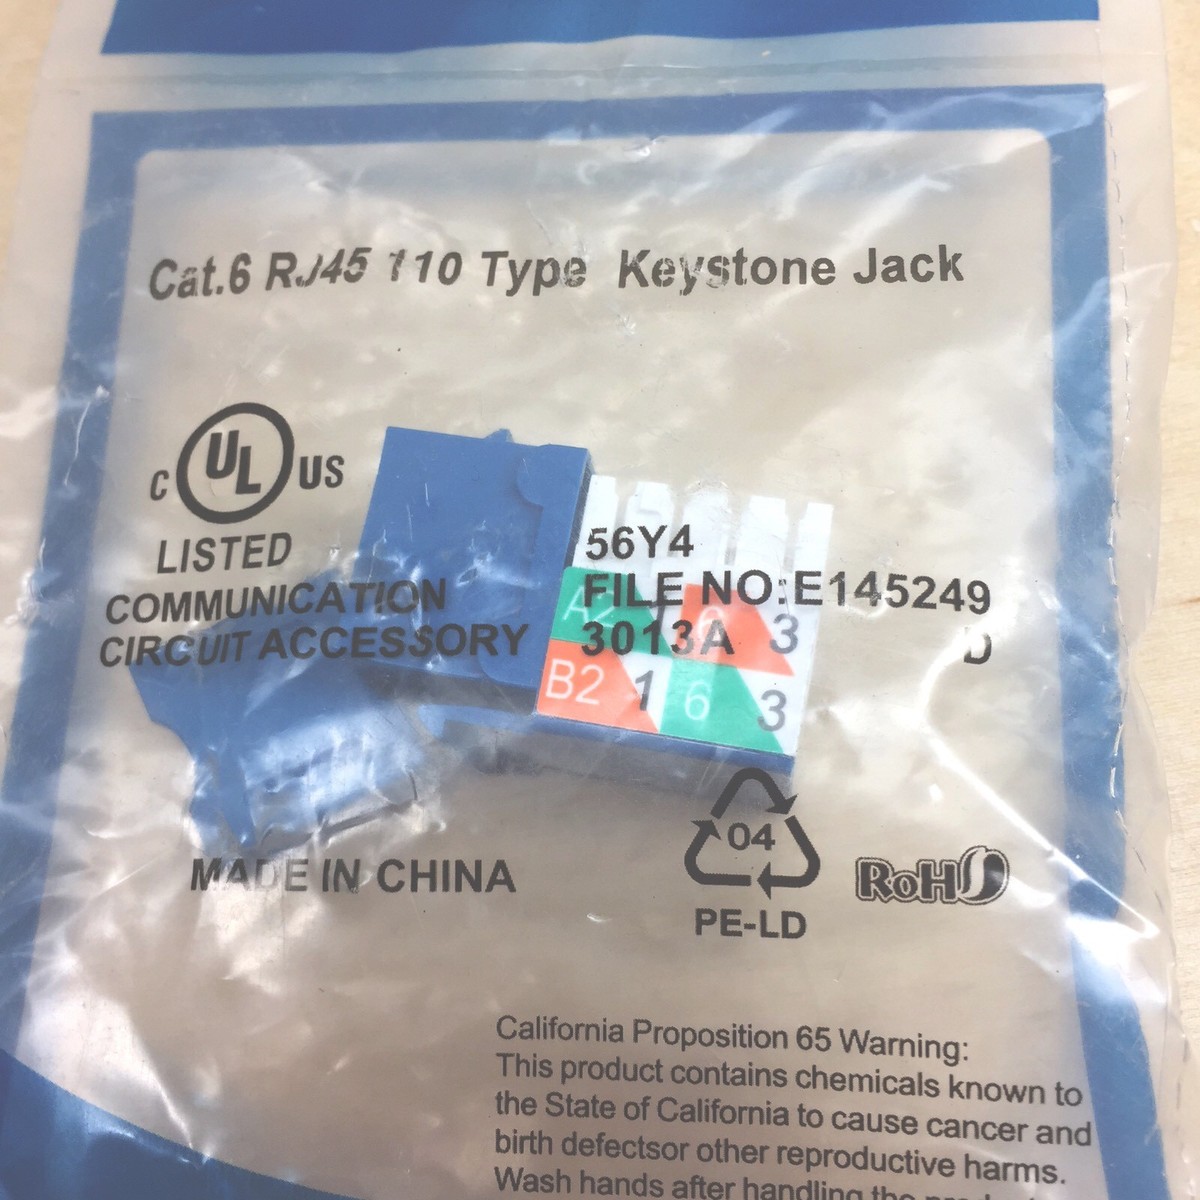 Cat.6 RJ45 110 Type Keystone Jack
C UL US
LISTED
COMMUNICATION
CIRCUIT ACCESSORY
56Y4
FILE NO:E145249
3013A D
A2 6 3
B2 1 6 3
MADE IN CHINA
04
PE-LD
RoHS
California Proposition 65 Warning:
This product contains chemicals known to
the State of California to cause cancer and
birth defectsor other reproductive harms.
Wash hands after handling the